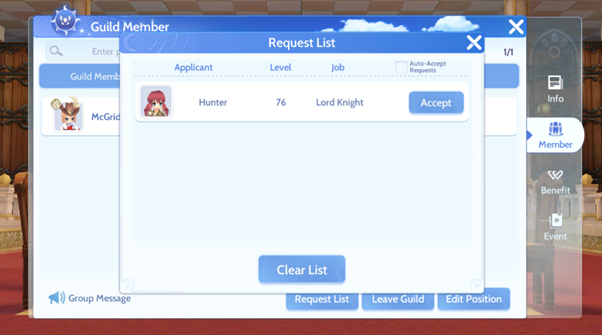 Guild Member
Request List
Enter
1/1
Applicant
Level
Job
Auto-Accept
Requests
Guild Memb
Hunter
76
Lord Knight
Accept
McGrid
Info
Member
Benefit
Event
Clear List
Group Message
Request List
Leave Guild
Edit Position